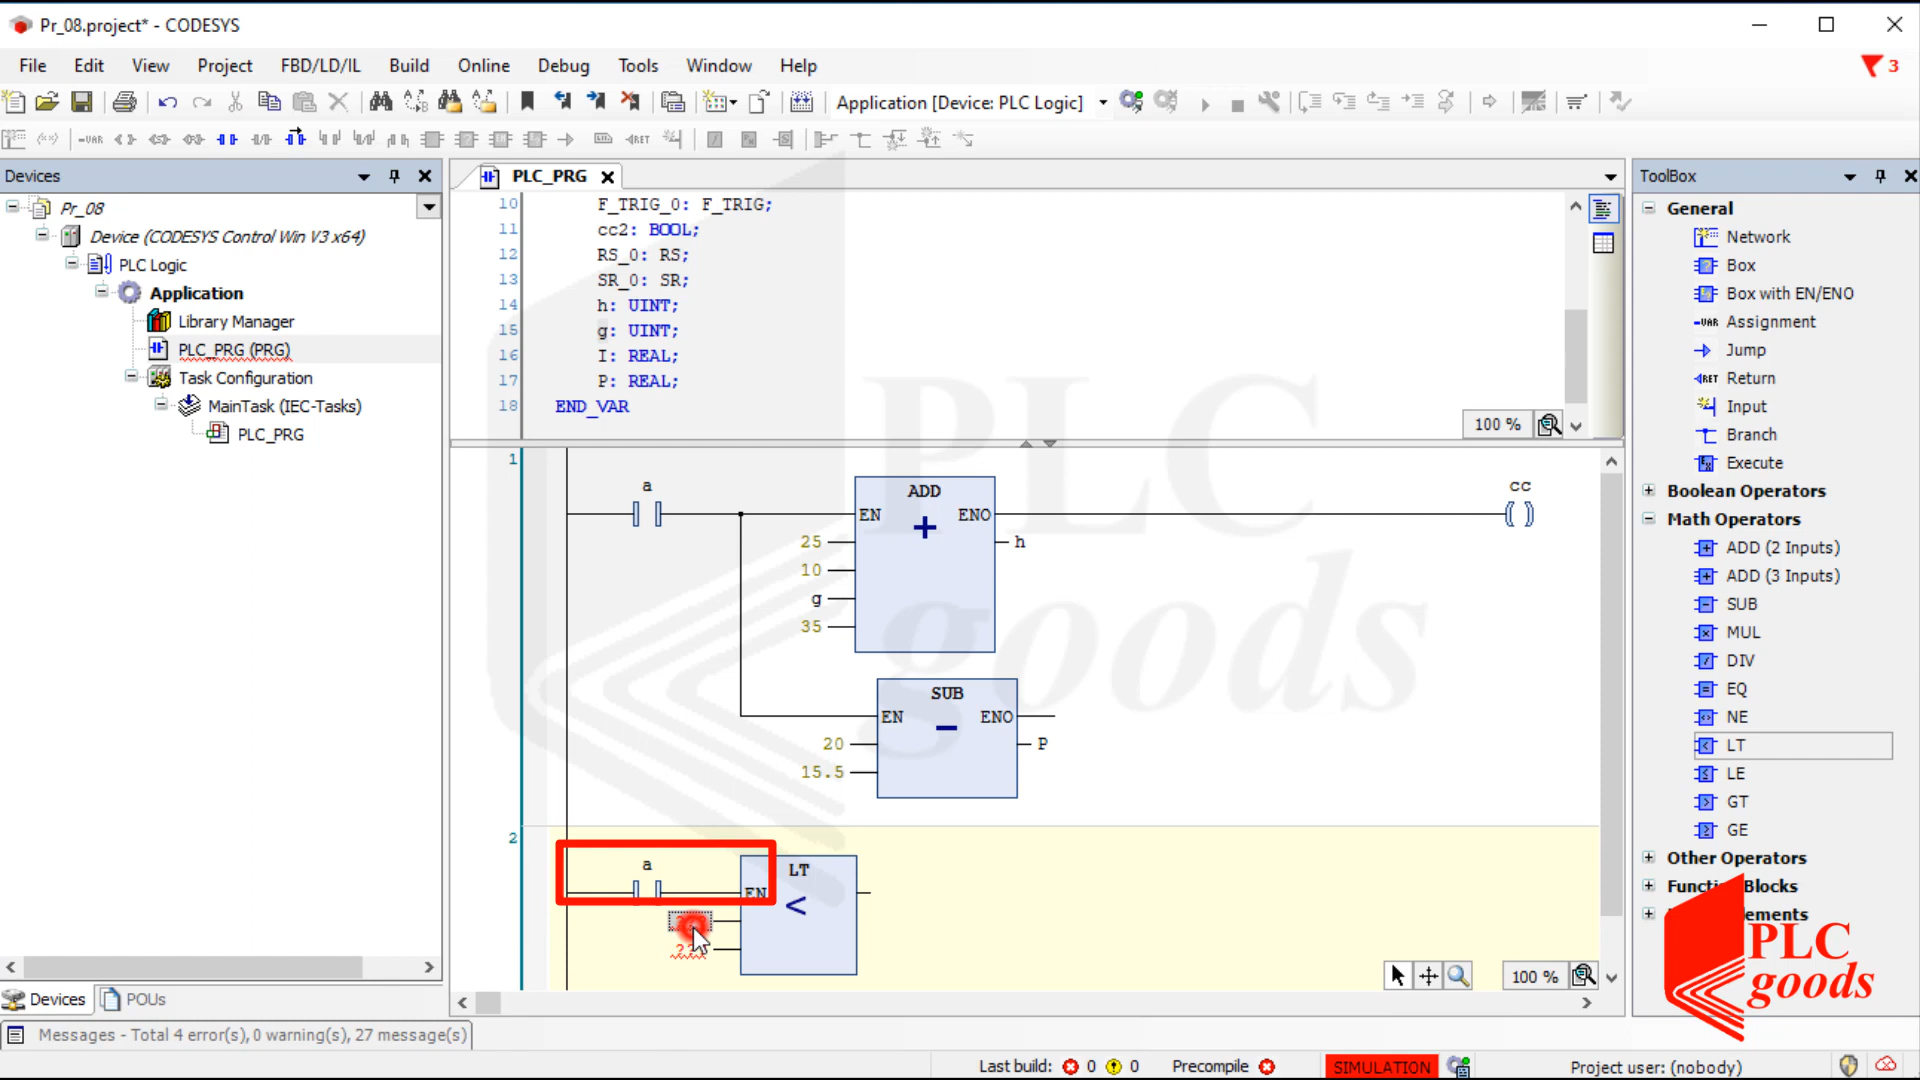 Pr_08.project* - CODESYS
File Edit View Project FBD/LD/IL Build Online Debug Tools Window Help
3
Application [Device: PLC Logic]
Devices
Pr_08
Device (CODESYS Control Win V3 x64)
PLC Logic
Application
Library Manager
PLC_PRG (PRG)
Task Configuration
MainTask (IEC-Tasks)
PLC_PRG
Devices POUs
PLC_PRG
10 F_TRIG_0: F_TRIG;
11 cc2: BOOL;
12 RS_0: RS;
13 SR_0: SR;
14 h: UINT;
15 g: UINT;
16 I: REAL;
17 P: REAL;
18 END_VAR
100 %
1
a
ADD
EN
ENO
cc
25
h
10
g
35
SUB
EN
ENO
20
P
15.5
2
a
LT
EN
<
???
100 %
PLC
goods
ToolBox
General
Network
Box
Box with EN/ENO
Assignment
Jump
Return
Input
Branch
Execute
Boolean Operators
Math Operators
ADD (2 Inputs)
ADD (3 Inputs)
SUB
MUL
DIV
EQ
NE
LT
LE
GT
GE
Other Operators
PLC
goods
Messages - Total 4 error(s), 0 warning(s), 27 message(s)
Last build: 0 0 Precompile SIMULATION Project user: (nobody)